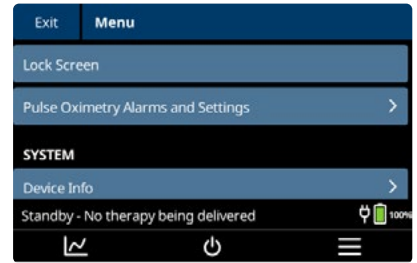 Exit Menu
Lock Screen
Pulse Oximetry Alarms and Settings
SYSTEM
Device Info
Standby - No therapy being delivered 100%